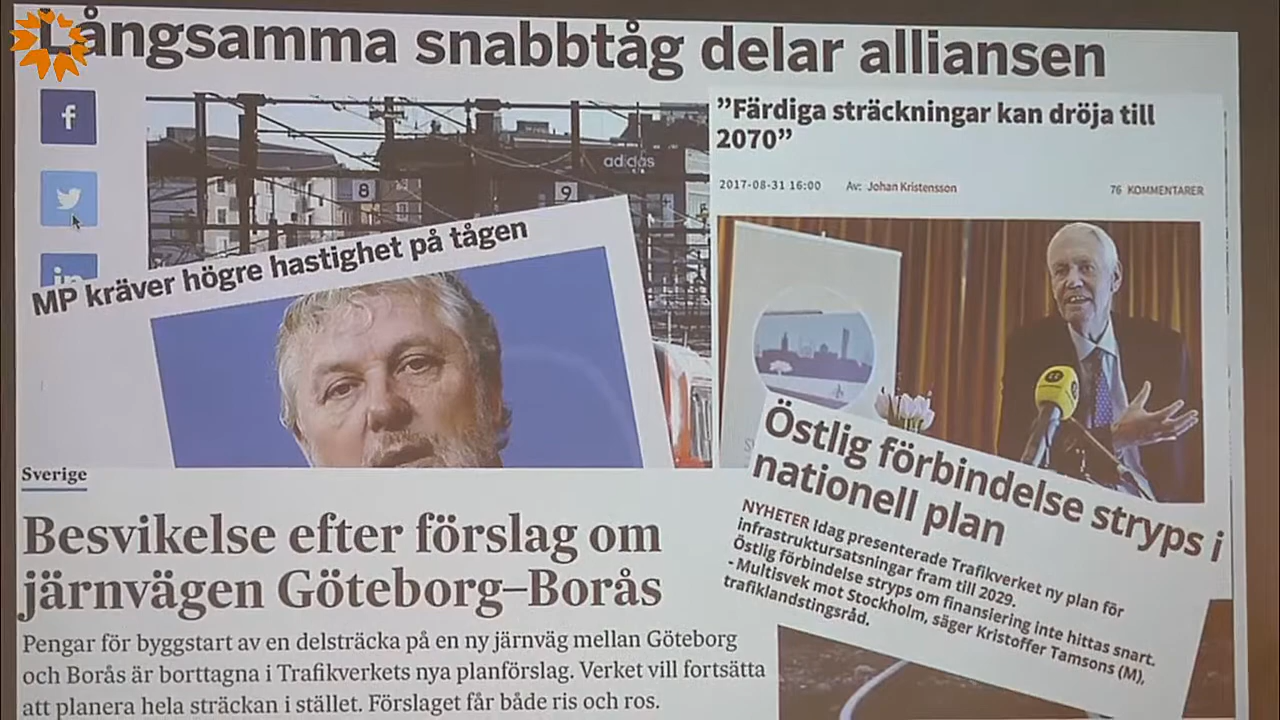 Långsamma snabbtåg delar alliansen
f
in
adidas
8
9
MP kräver högre hastighet på tågen
”Färdiga sträckningar kan dröja till
2070”
2017-08-31 16:00 Av: Johan Kristensson 76 KOMMENTARER
Östlig förbindelse stryps i
nationell plan
NYHETER Idag presenterade Trafikverket ny plan för
infrastruktursatsningar fram till 2029.
Östlig förbindelse stryps om finansiering inte hittas snart.
- Multisvek mot Stockholm, säger Kristoffer Tamsons (M),
trafiklandstingsråd.
Sverige
Besvikelse efter förslag om
järnvägen Göteborg–Borås
Pengar för byggstart av en delsträcka på en ny järnväg mellan Göteborg
och Borås är borttagna i Trafikverkets nya planförslag. Verket vill fortsätta
att planera hela sträckan i stället. Förslaget får både ris och ros.